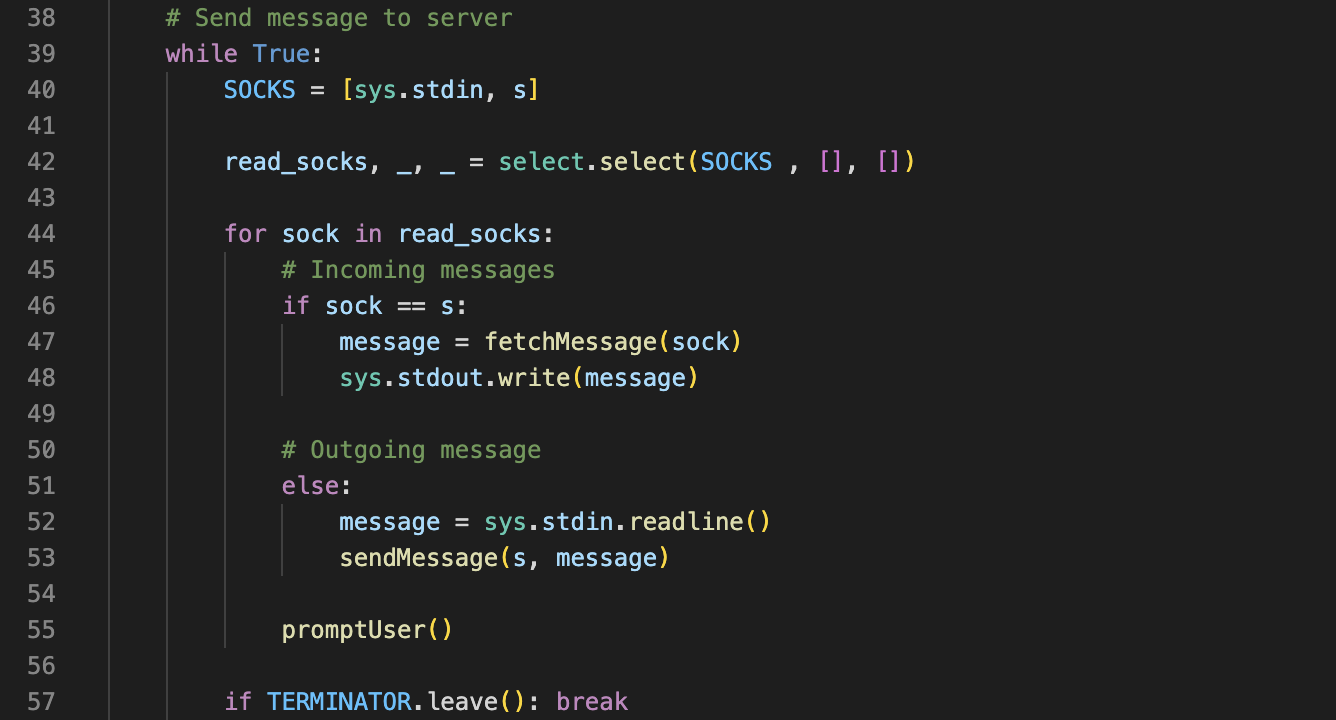 38 # Send message to server
39 while True:
40 SOCKS = [sys.stdin, s]
41
42 read_socks, _, _ = select.select(SOCKS , [], [])
43
44 for sock in read_socks:
45 # Incoming messages
46 if sock == s:
47 message = fetchMessage(sock)
48 sys.stdout.write(message)
49
50 # Outgoing message
51 else:
52 message = sys.stdin.readline()
53 sendMessage(s, message)
54
55 promptUser()
56
57 if TERMINATOR.leave(): break